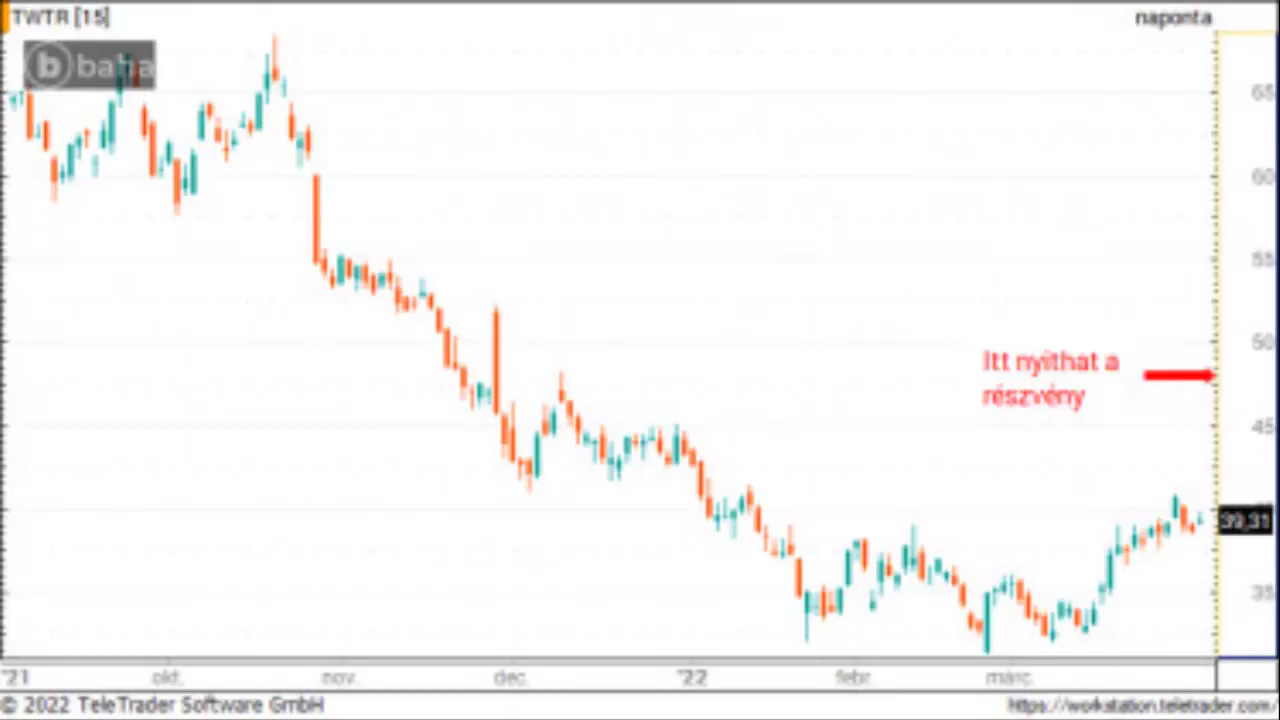 TWTR [15]
naponta
b baha
65
60
55
50
Itt nyithat a
részvény
45
39,31
35
'21
okt.
nov.
dec.
'22
febr.
márc.
© 2022 TeleTrader Software GmbH
https://workstation.teletrader.com/